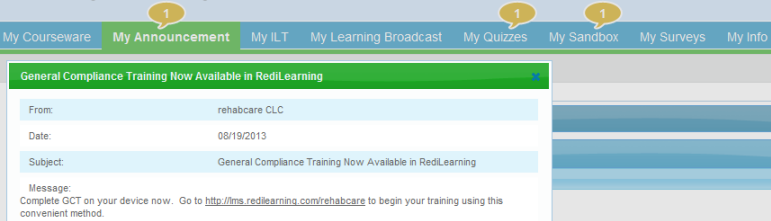 1 1 1
My Courseware My Announcement My ILT My Learning Broadcast My Quizzes My Sandbox My Surveys My Info
General Compliance Training Now Available in RediLearning ×
From: rehabcare CLC
Date: 08/19/2013
Subject: General Compliance Training Now Available in RediLearning
Message:
Complete GCT on your device now. Go to http://lms.redilearning.com/rehabcare to begin your training using this
convenient method.